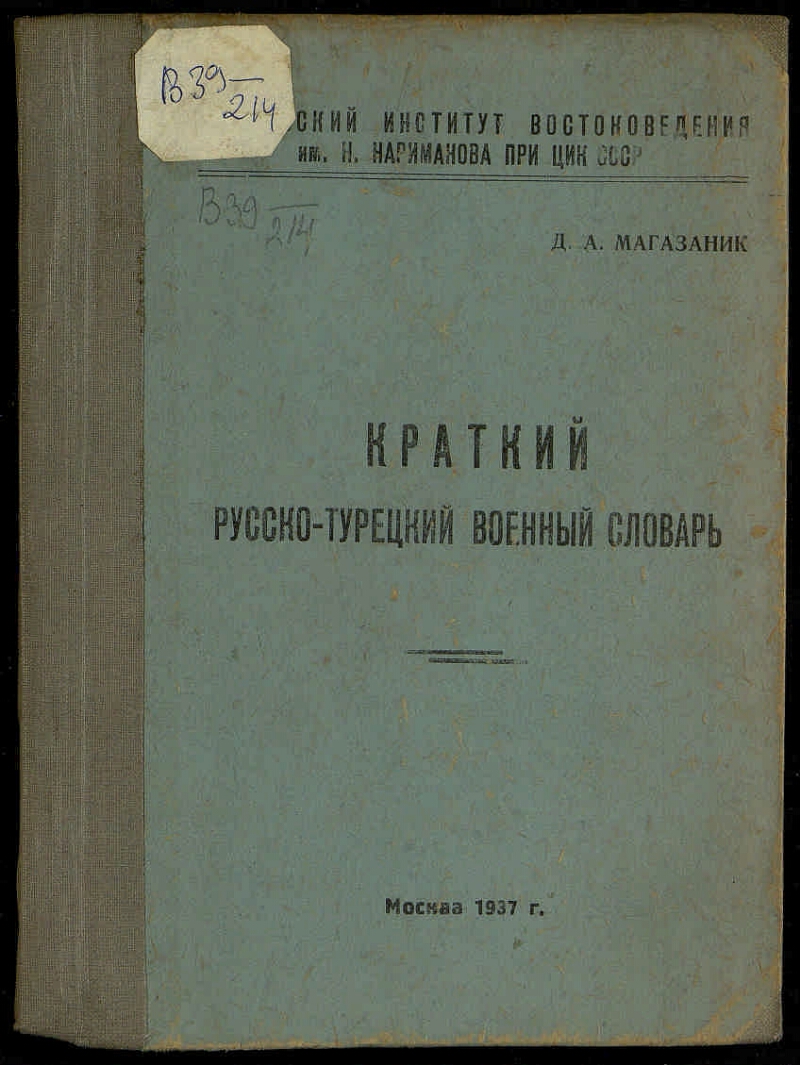 В39—
214
СКИЙ ИНСТИТУТ ВОСТОКОВЕДЕНИЯ
им. Н. НАРИМАНОВА ПРИ ЦИК СССР
В39—
214
Д. А. МАГАЗАНИК
КРАТКИЙ
РУССКО-ТУРЕЦКИЙ ВОЕННЫЙ СЛОВАРЬ
Москва 1937 г.